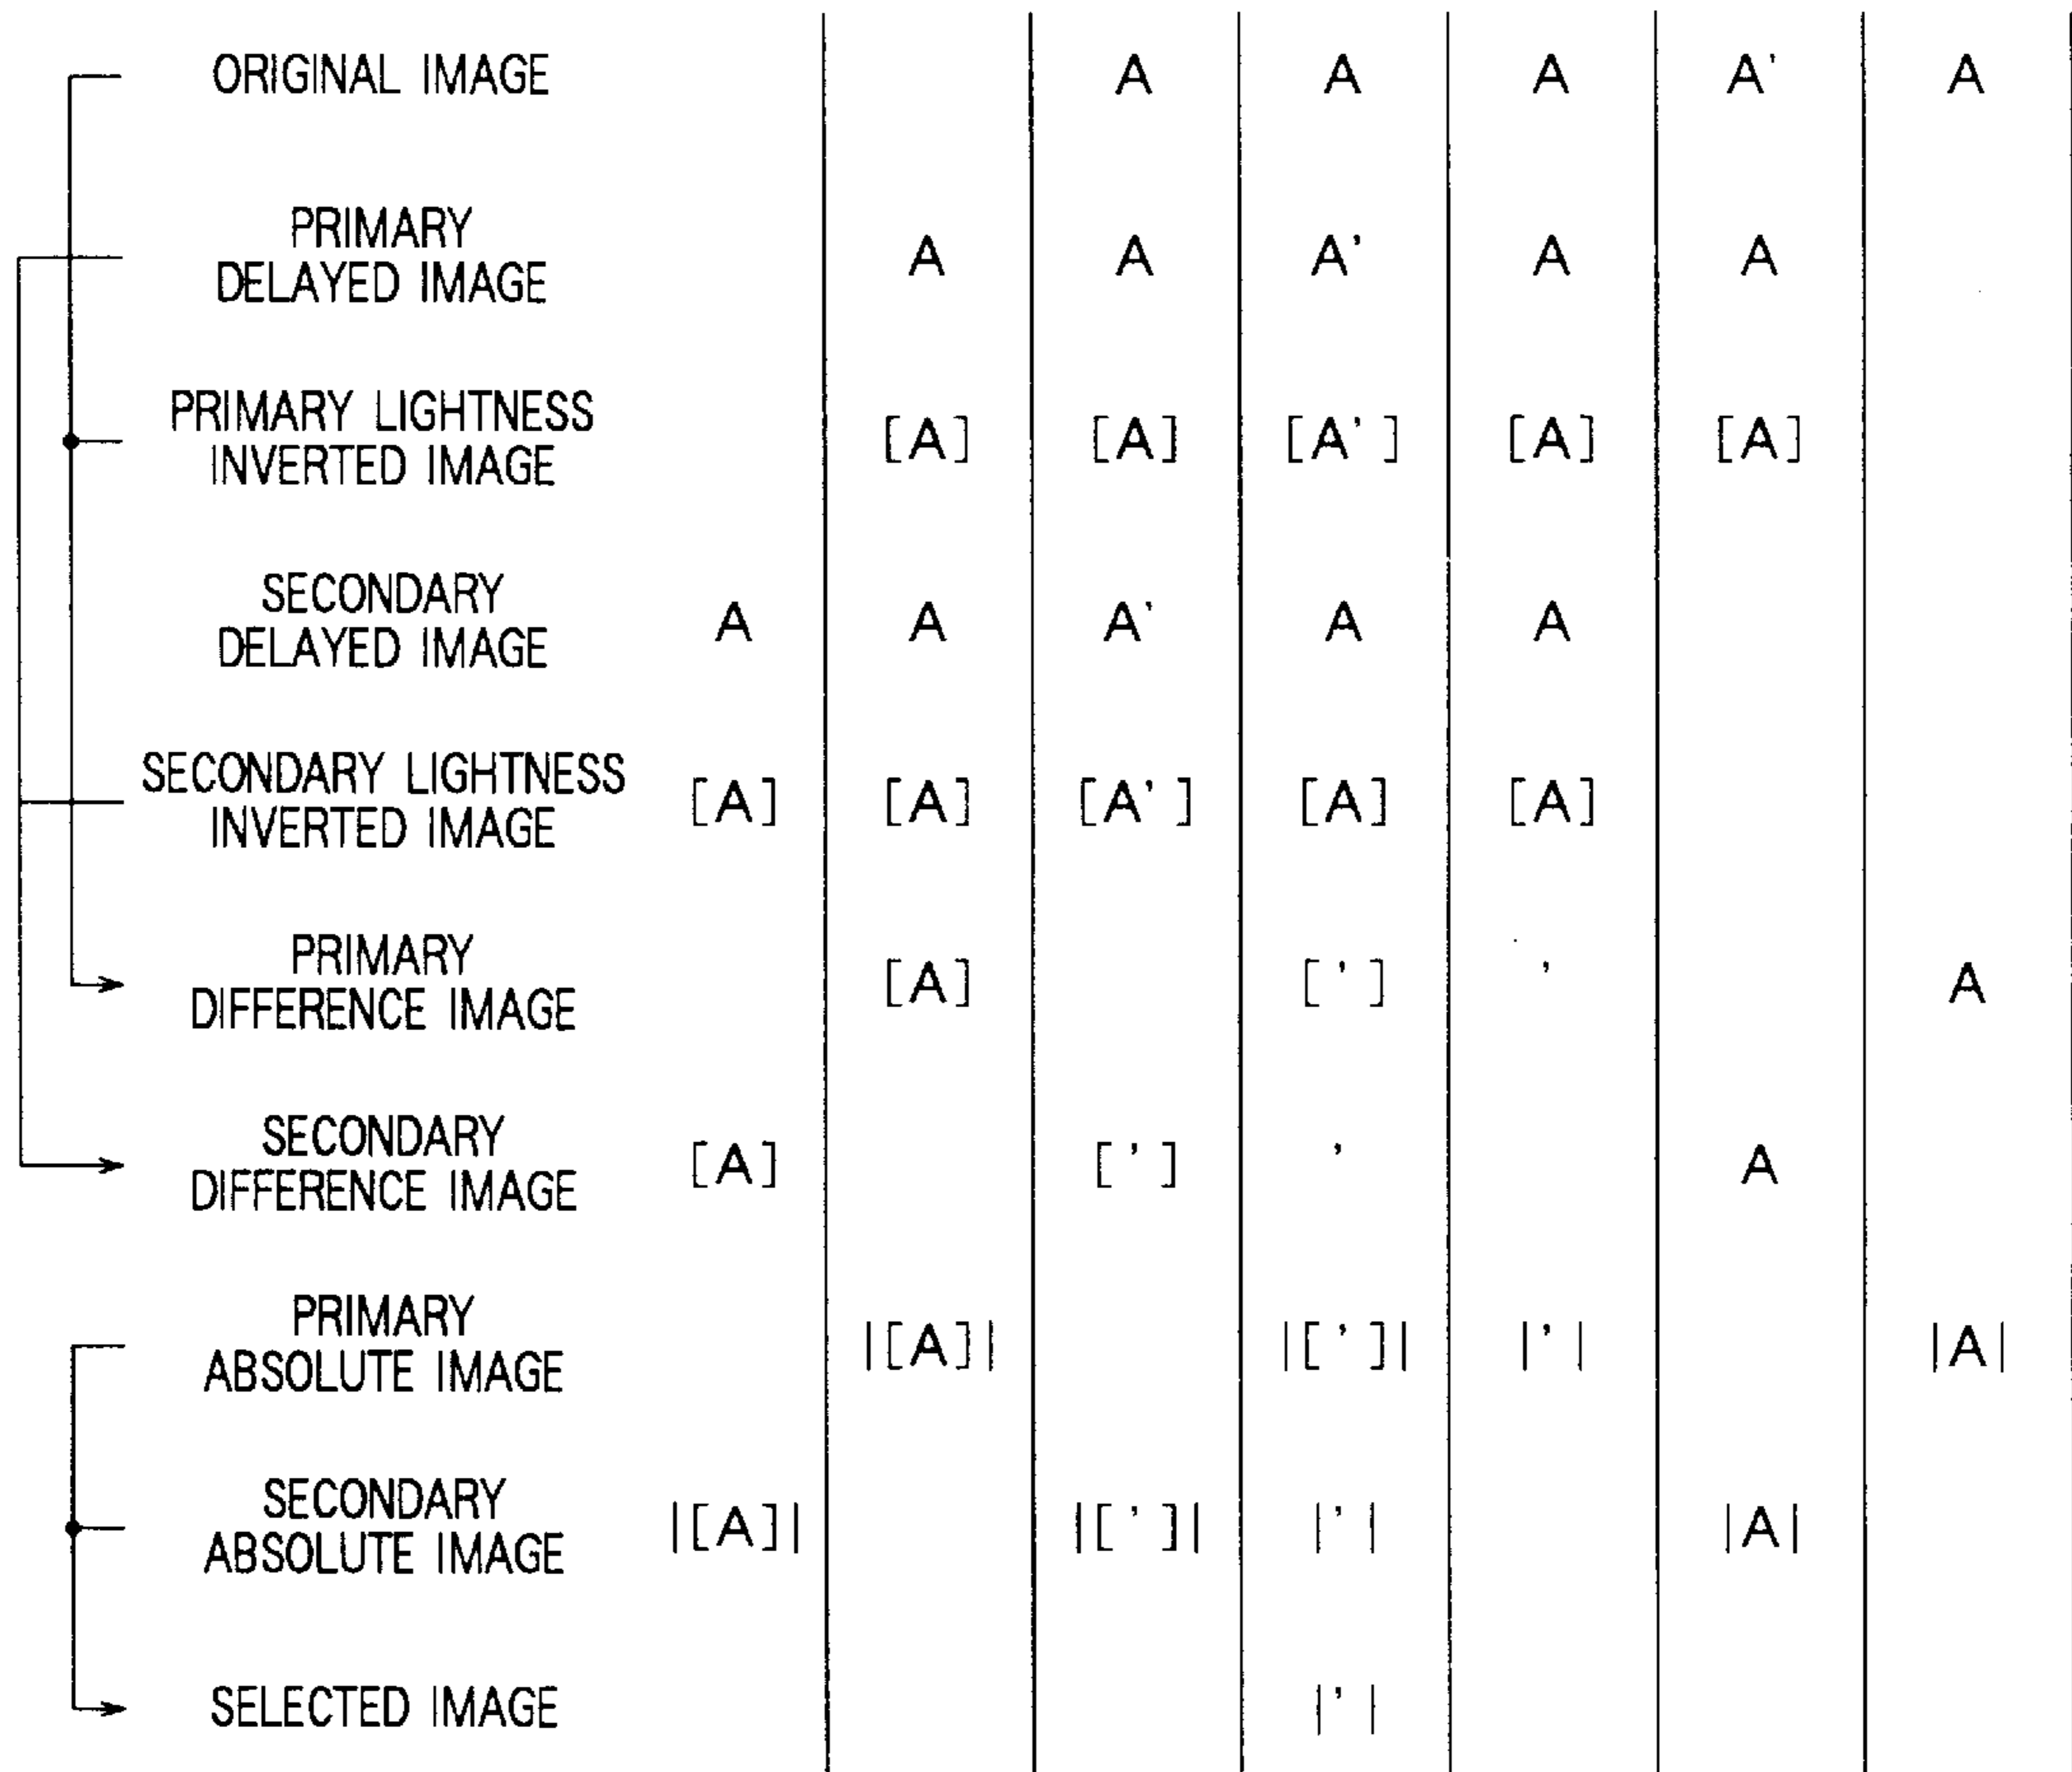 ORIGINAL IMAGE A A A A' A
PRIMARY
DELAYED IMAGE A A A' A A
PRIMARY LIGHTNESS
INVERTED IMAGE [A] [A] [A'] [A] [A]
SECONDARY
DELAYED IMAGE A A A' A A
SECONDARY LIGHTNESS
INVERTED IMAGE [A] [A] [A'] [A] [A]
PRIMARY
DIFFERENCE IMAGE [A] ['] ' A
SECONDARY
DIFFERENCE IMAGE [A] ['] ' A
PRIMARY
ABSOLUTE IMAGE |[A]| |[']| |'| |A|
SECONDARY
ABSOLUTE IMAGE |[A]| |[']| |'| |A|
SELECTED IMAGE |'|